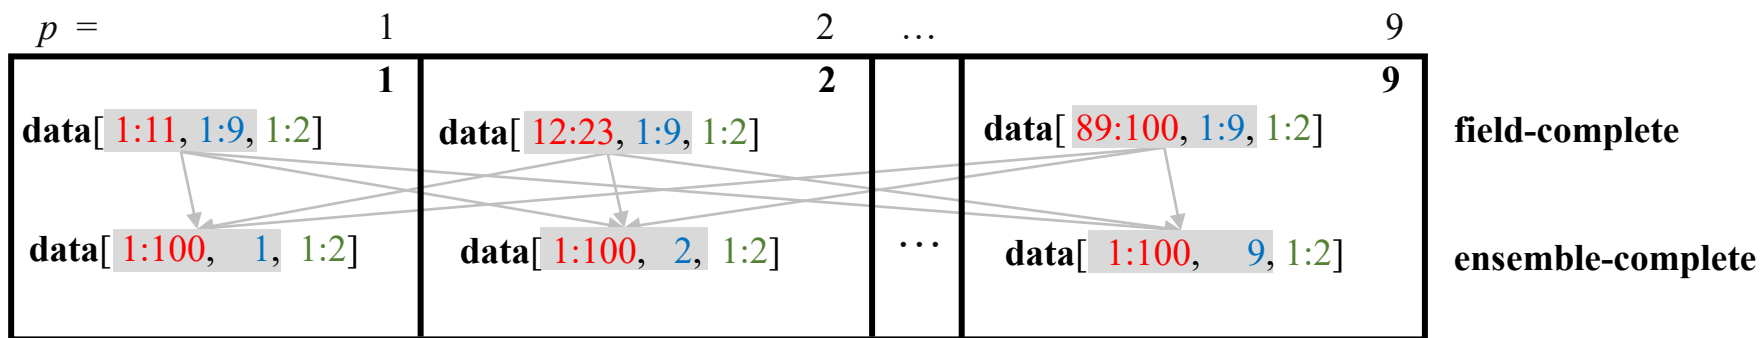 p = 1 2 … 9
1 2 9
data[ 1:11, 1:9, 1:2] data[ 12:23, 1:9, 1:2] data[ 89:100, 1:9, 1:2] field-complete
data[ 1:100, 1, 1:2] data[ 1:100, 2, 1:2] … data[ 1:100, 9, 1:2] ensemble-complete